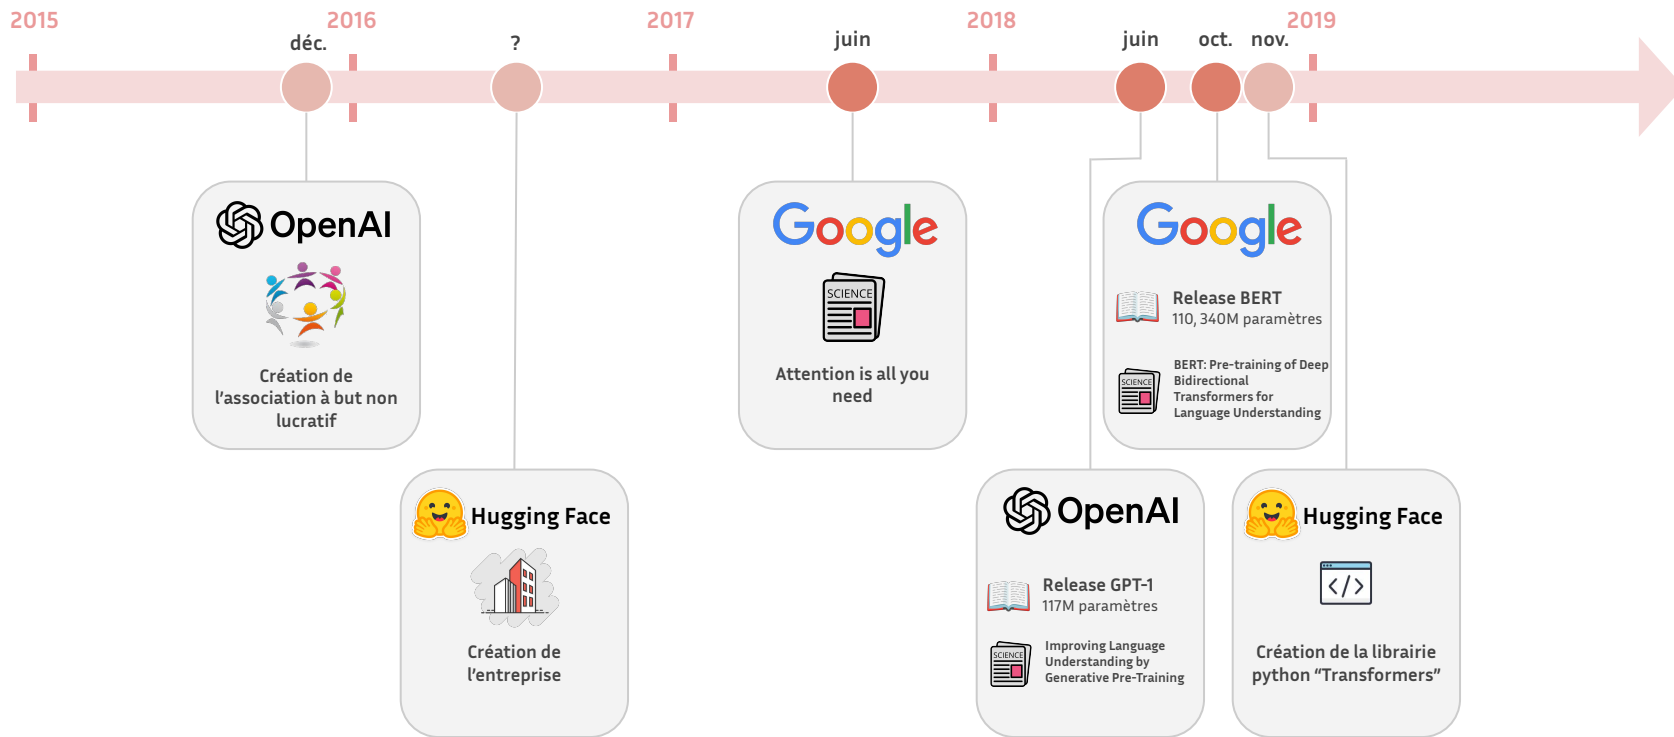 2015
2016
2017
2018
2019
déc.
?
juin
juin
oct.
nov.
OpenAI
Création de
l'association à but non
lucratif
Hugging Face
Création de
l'entreprise
Google
SCIENCE
Attention is all you
need
OpenAI
Release GPT-1
117M paramètres
SCIENCE
Improving Language
Understanding by
Generative Pre-Training
Google
Release BERT
110, 340M paramètres
SCIENCE
BERT: Pre-training of Deep
Bidirectional
Transformers for
Language Understanding
Hugging Face
</>
Création de la librairie
python “Transformers”